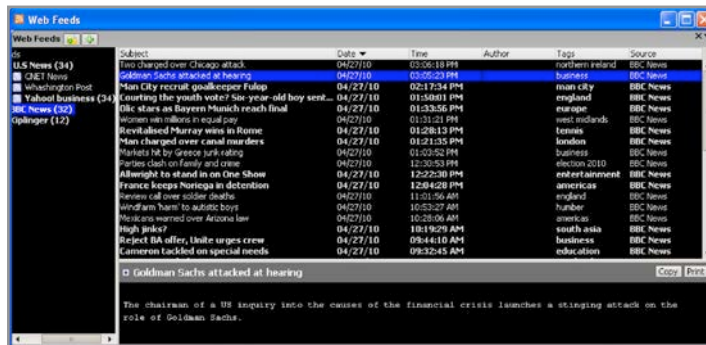 Web Feeds
Web Feeds
ds
U.S News (34)
CNET News
Whashington Post
Yahool business (34)
BBC News (32)
Kiplinger (12)
Subject Date Time Author Tags Source
Two charged over Chicago attack. 04/27/10 03:06:18 PM northern ireland BBC News
Goldman Sachs attacked at hearing 04/27/10 03:05:23 PM business BBC News
Man City recruit goalkeeper Fulop 04/27/10 02:17:34 PM man city BBC News
Courting the youth vote? Six-year-old boy sent... 04/27/10 01:50:01 PM england BBC News
Olic stars as Bayern Munich reach final 04/27/10 01:33:56 PM europe BBC News
Women win millions in equal pay 04/27/10 01:31:21 PM west midlands BBC News
Revitalised Murray wins in Rome 04/27/10 01:28:13 PM tennis BBC News
Man charged over canal murders 04/27/10 01:21:35 PM london BBC News
Markets hit by Greece junk rating 04/27/10 01:03:52 PM business BBC News
Parties clash on family and crime 04/27/10 12:30:53 PM election 2010 BBC News
Allwright to stand in on One Show 04/27/10 12:22:30 PM entertainment BBC News
France keeps Noriega in detention 04/27/10 12:04:28 PM americas BBC News
Review call over soldier deaths 04/27/10 11:01:56 AM england BBC News
Windfarm 'harm' to autistic boys 04/27/10 10:53:27 AM humber BBC News
Mexicans warned over Arizona law 04/27/10 10:28:06 AM americas BBC News
High jinks? 04/27/10 10:19:29 AM south asia BBC News
Reject BA offer, Unite urges crew 04/27/10 09:44:10 AM business BBC News
Cameron tackled on special needs 04/27/10 09:32:45 AM education BBC News
Goldman Sachs attacked at hearing Copy Print
The chairman of a US inquiry into the causes of the financial crisis launches a stinging attack on the
role of Goldman Sachs.